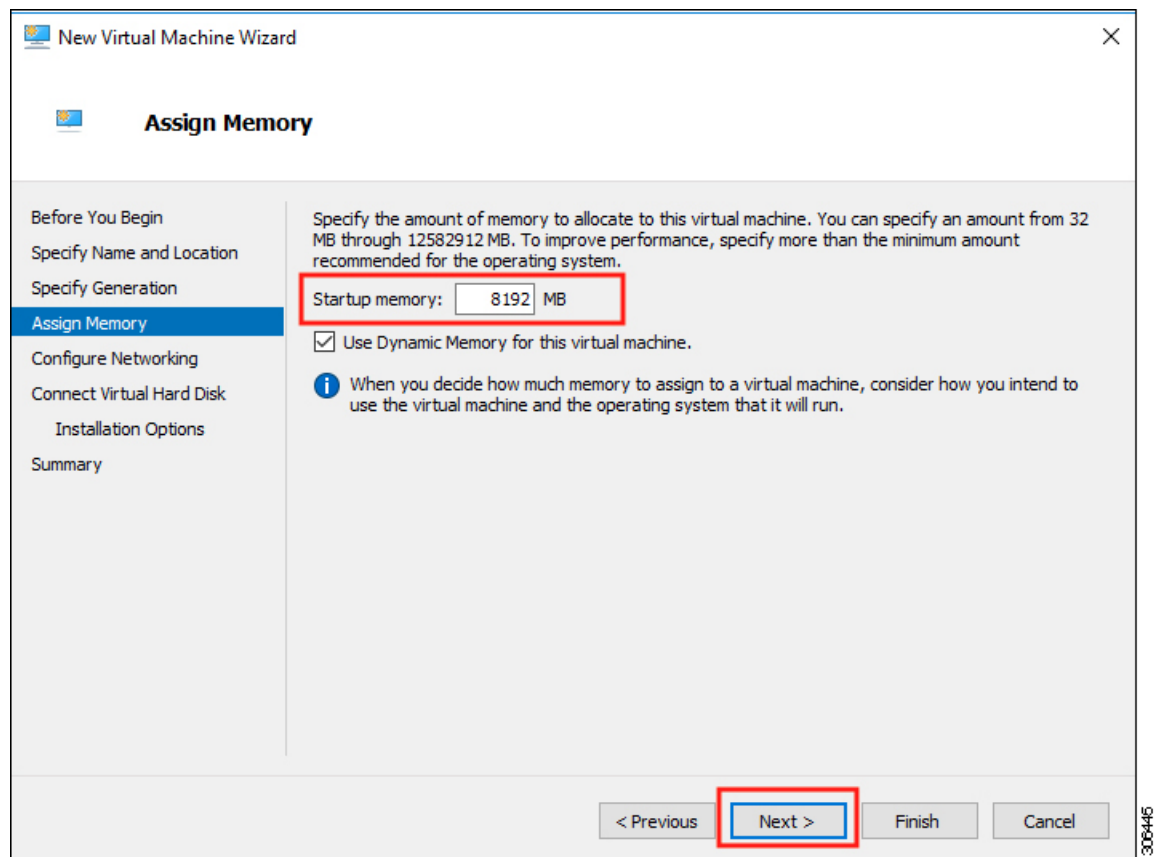 New Virtual Machine Wizard
Assign Memory
Before You Begin
Specify Name and Location
Specify Generation
Assign Memory
Configure Networking
Connect Virtual Hard Disk
Installation Options
Summary
Specify the amount of memory to allocate to this virtual machine. You can specify an amount from 32
MB through 12582912 MB. To improve performance, specify more than the minimum amount
recommended for the operating system.
Startup memory: 8192 MB
Use Dynamic Memory for this virtual machine.
When you decide how much memory to assign to a virtual machine, consider how you intend to
use the virtual machine and the operating system that it will run.
< Previous Next > Finish Cancel
306445